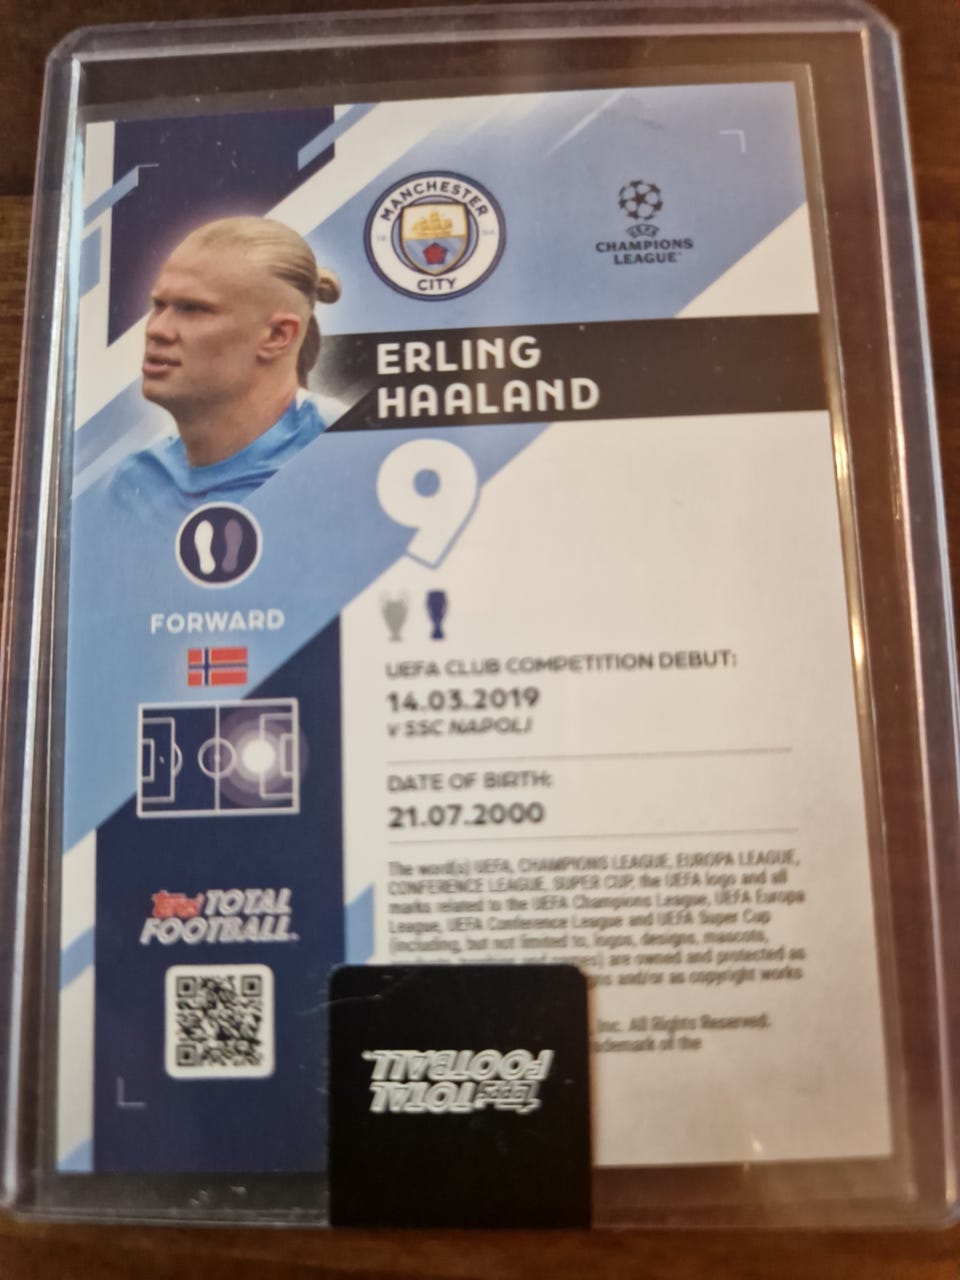 MANCHESTER
CITY
UEFA
CHAMPIONS
LEAGUE
ERLING
HAALAND
9
FORWARD
UEFA CLUB COMPETITION DEBUT:
14.03.2019
V SSC NAPOLI
DATE OF BIRTH:
21.07.2000
The word(s) UEFA, CHAMPIONS LEAGUE, EUROPA LEAGUE,
CONFERENCE LEAGUE, SUPER CUP, the UEFA logo and all
marks related to the UEFA Champions League, UEFA Europa
League, UEFA Conference League and UEFA Super Cup
(including, but not limited to, logos, designs, mascots,
names) are owned and protected as
and/or as copyright works
Inc. All Rights Reserved.
of the
Topps TOTAL
FOOTBALL
Topps TOTAL
FOOTBALL